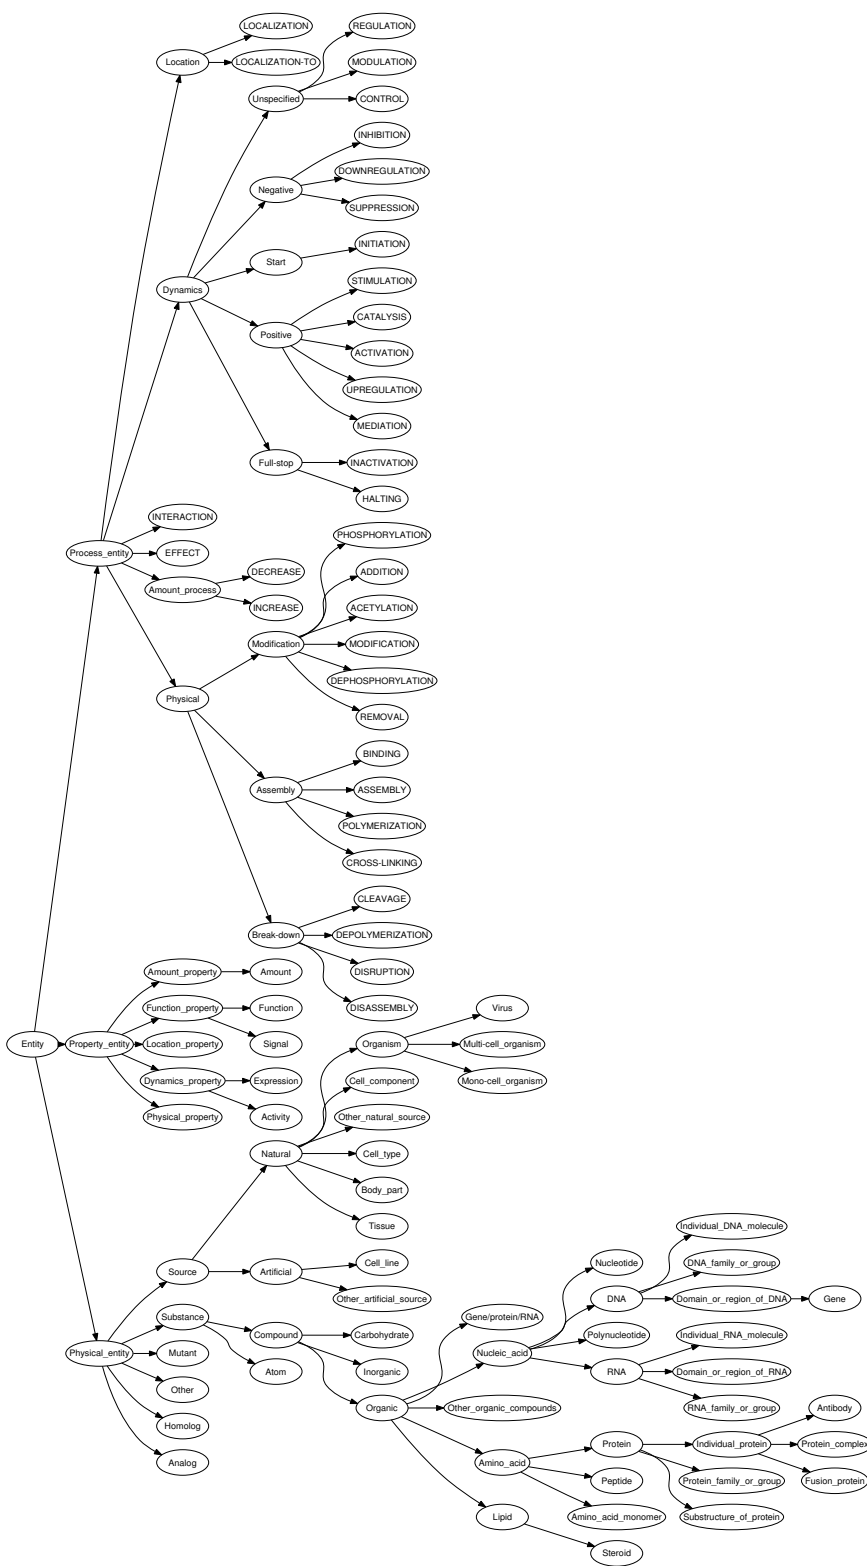 LOCALIZATION
REGULATION
Location
LOCALIZATION-TO
MODULATION
Unspecified
CONTROL
INHIBITION
DOWNREGULATION
Negative
SUPPRESSION
INITIATION
Start
STIMULATION
Dynamics
CATALYSIS
Positive
ACTIVATION
UPREGULATION
MEDIATION
Full-stop
INACTIVATION
HALTING
INTERACTION
PHOSPHORYLATION
Process_entity
EFFECT
DECREASE
ADDITION
Amount_process
INCREASE
ACETYLATION
Modification
MODIFICATION
DEPHOSPHORYLATION
Physical
REMOVAL
BINDING
Assembly
ASSEMBLY
POLYMERIZATION
CROSS-LINKING
CLEAVAGE
Break-down
DEPOLYMERIZATION
Amount_property
Amount
DISRUPTION
Function_property
Function
DISASSEMBLY
Virus
Entity
Property_entity
Location_property
Signal
Organism
Multi-cell_organism
Dynamics_property
Expression
Cell_component
Mono-cell_organism
Physical_property
Activity
Other_natural_source
Natural
Cell_type
Body_part
Tissue
Individual_DNA_molecule
Source
Artificial
Cell_line
Nucleotide
DNA_family_or_group
Other_artificial_source
DNA
Domain_or_region_of_DNA
Gene
Substance
Gene/protein/RNA
Compound
Carbohydrate
Polynucleotide
Individual_RNA_molecule
Physical_entity
Mutant
Nucleic_acid
Atom
Inorganic
RNA
Domain_or_region_of_RNA
Other
Organic
Other_organic_compounds
RNA_family_or_group
Antibody
Homolog
Protein
Individual_protein
Protein_complex
Analog
Amino_acid
Peptide
Protein_family_or_group
Fusion_protein
Lipid
Amino_acid_monomer
Substructure_of_protein
Steroid